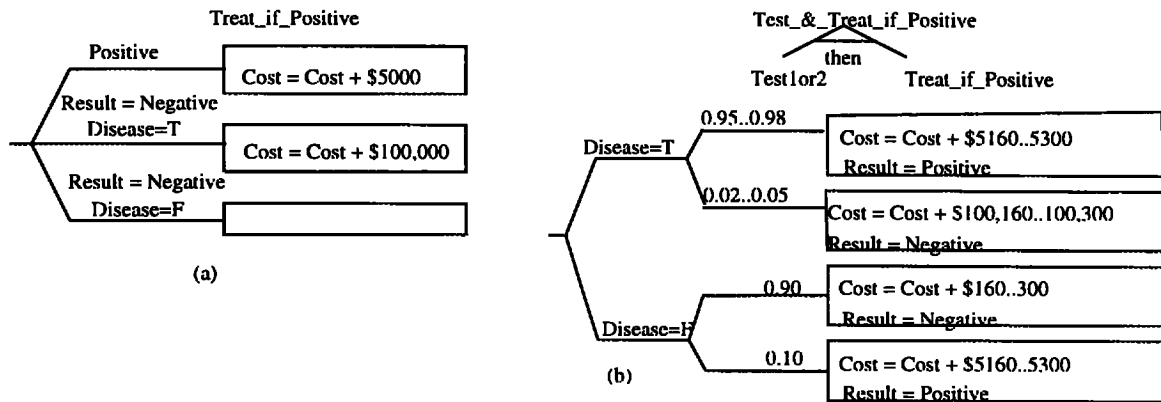 Treat_if_Positive
Positive
Cost = Cost + $5000
Result = Negative
Disease=T
Cost = Cost + $100,000
Result = Negative
Disease=F
(a)
Test_&_Treat_if_Positive
then
Test1or2
Treat_if_Positive
Disease=T
0.95..0.98
Cost = Cost + $5160..5300
Result = Positive
0.02..0.05
Cost = Cost + $100,160..100,300
Result = Negative
Disease=F
0.90
Cost = Cost + $160..300
Result = Negative
0.10
Cost = Cost + $5160..5300
Result = Positive
(b)